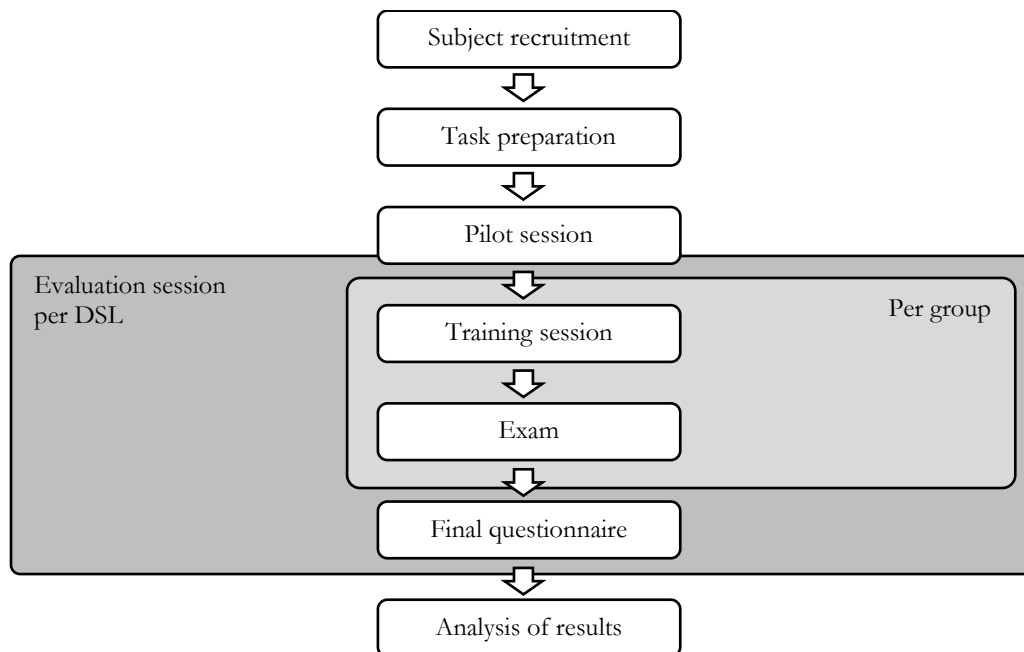 Subject recruitment
Task preparation
Pilot session
Evaluation session
per DSL
Per group
Training session
Exam
Final questionnaire
Analysis of results